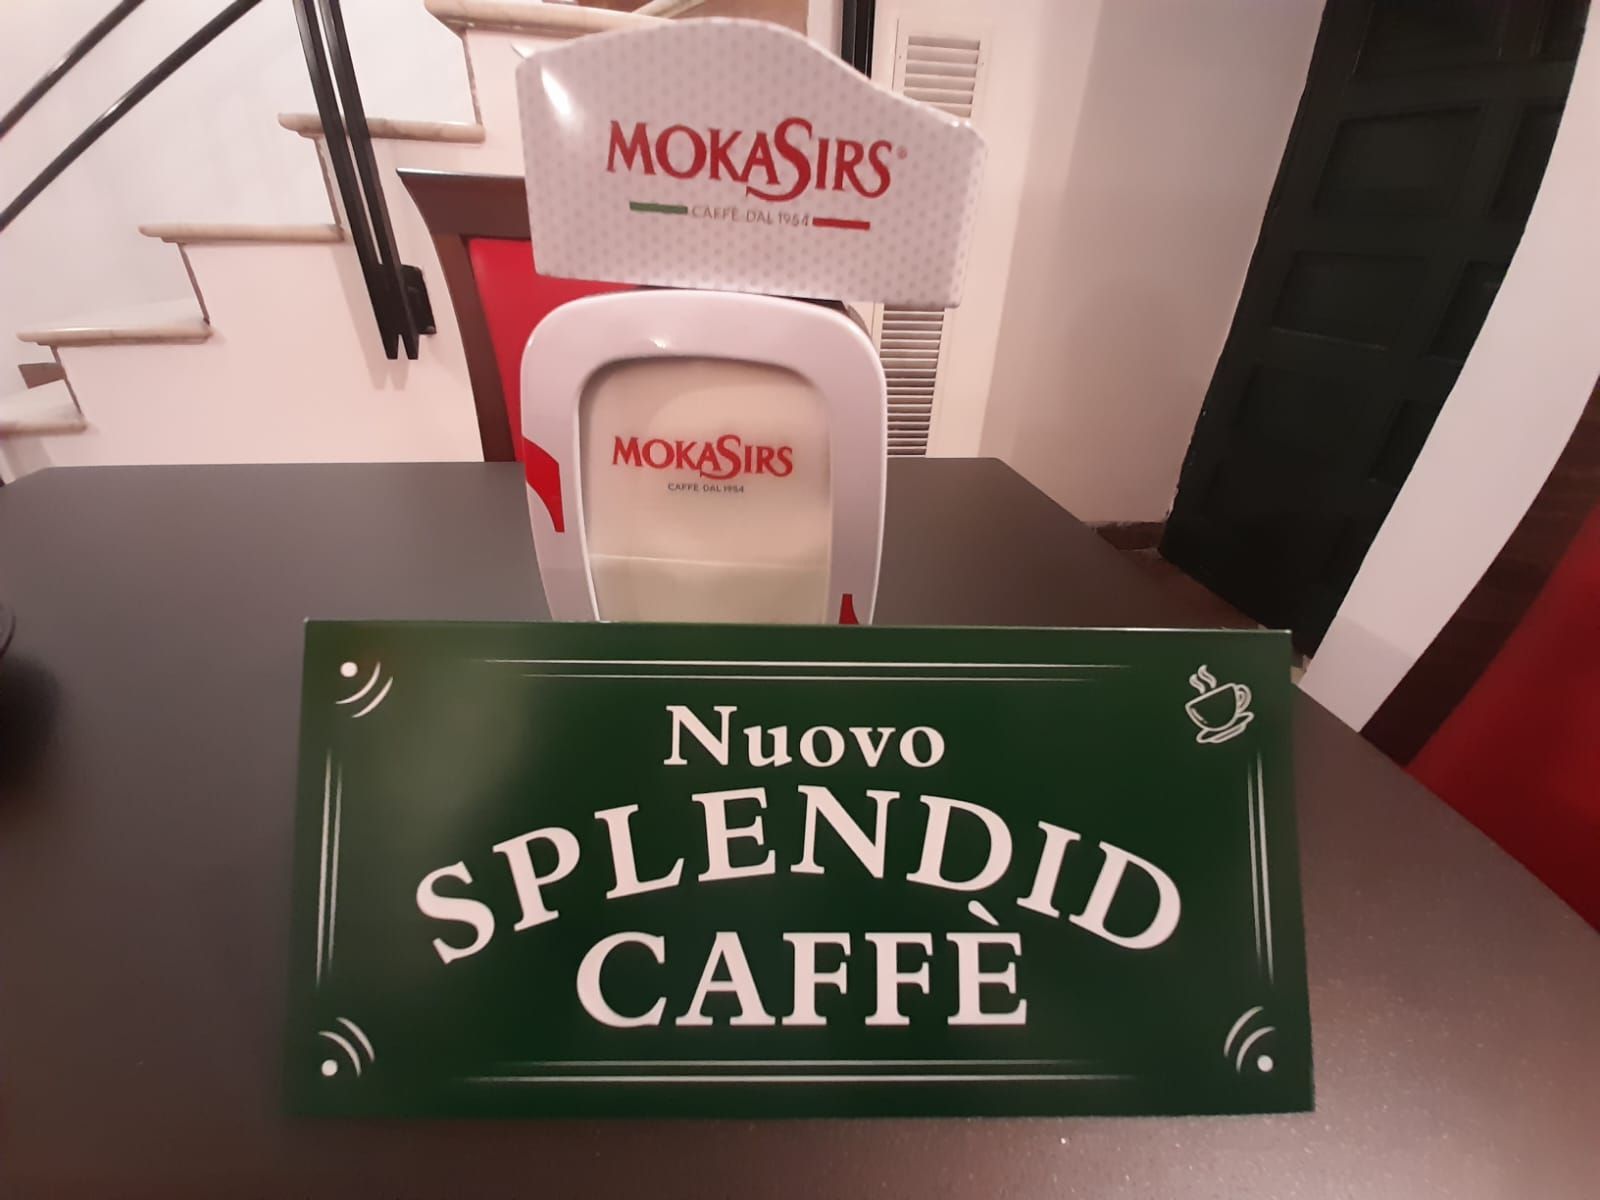 MOKASIRS®
CAFFÈ DAL 1954
MOKASIRS
CAFFÈ DAL 1954
Nuovo
SPLENDID
CAFFÈ